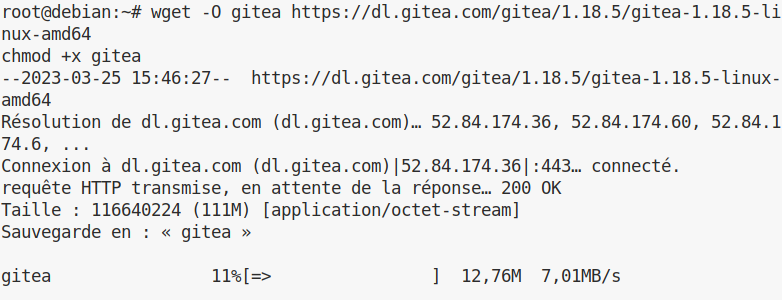 root@debian:~# wget -O gitea https://dl.gitea.com/gitea/1.18.5/gitea-1.18.5-li
nux-amd64
chmod +x gitea
--2023-03-25 15:46:27--  https://dl.gitea.com/gitea/1.18.5/gitea-1.18.5-linux-
amd64
Résolution de dl.gitea.com (dl.gitea.com)… 52.84.174.36, 52.84.174.60, 52.84.1
74.6, ...
Connexion à dl.gitea.com (dl.gitea.com)|52.84.174.36|:443… connecté.
requête HTTP transmise, en attente de la réponse… 200 OK
Taille : 116640224 (111M) [application/octet-stream]
Sauvegarde en : « gitea »
gitea                11%[=>                ]  12,76M  7,01MB/s